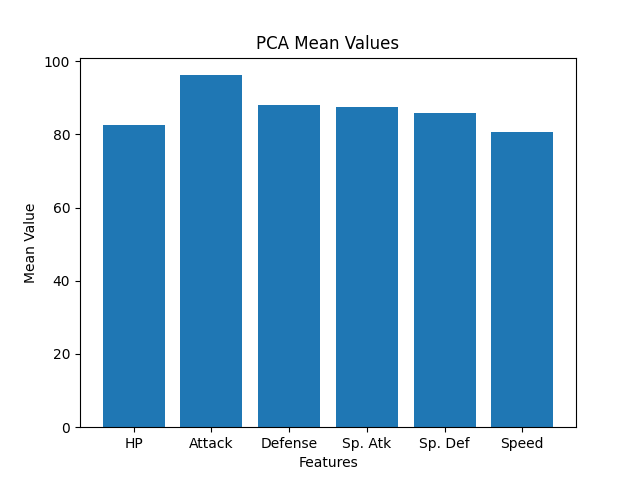 PCA Mean Values
100
80
60
40
20
0
Mean Value
HP Attack Defense Sp. Atk Sp. Def Speed
Features